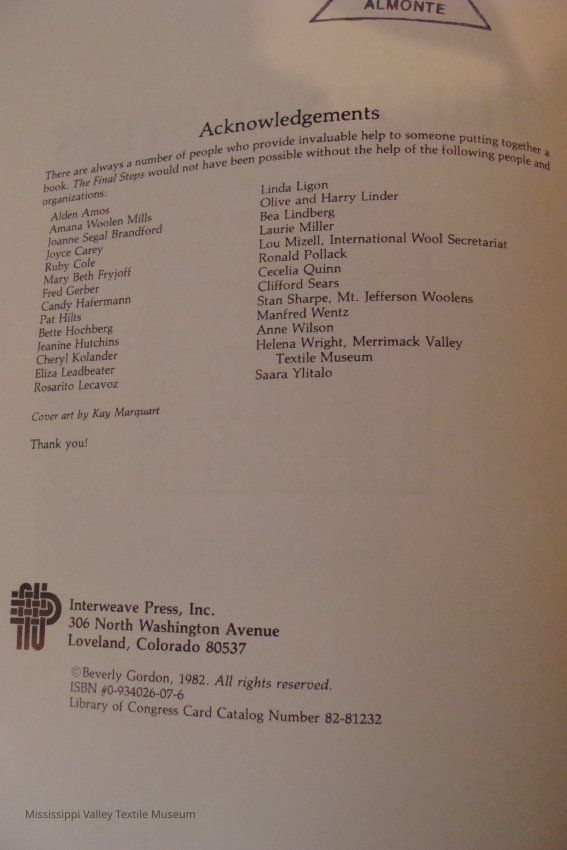 ALMONTE
Acknowledgements
There are always a number of people who provide invaluable help to someone putting together a
book. The Final Steps would not have been possible without the help of the following people and
organizations:
Alden Amos
Amana Woolen Mills
Joanne Segal Brandford
Joyce Carey
Ruby Cole
Mary Beth Fryjoff
Fred Gerber
Candy Hafermann
Pat Hilts
Bette Hochberg
Jeanine Hutchins
Cheryl Kolander
Eliza Leadbeater
Rosarito Lecavoz
Linda Ligon
Olive and Harry Linder
Bea Lindberg
Laurie Miller
Lou Mizell, International Wool Secretariat
Ronald Pollack
Cecelia Quinn
Clifford Sears
Stan Sharpe, Mt. Jefferson Woolens
Manfred Wentz
Anne Wilson
Helena Wright, Merrimack Valley
Textile Museum
Saara Ylitalo
Cover art by Kay Marquart
Thank you!
Interweave Press, Inc.
306 North Washington Avenue
Loveland, Colorado 80537
©Beverly Gordon, 1982. All rights reserved.
ISBN #0-934026-07-6
Library of Congress Card Catalog Number 82-81232
Mississippi Valley Textile Museum